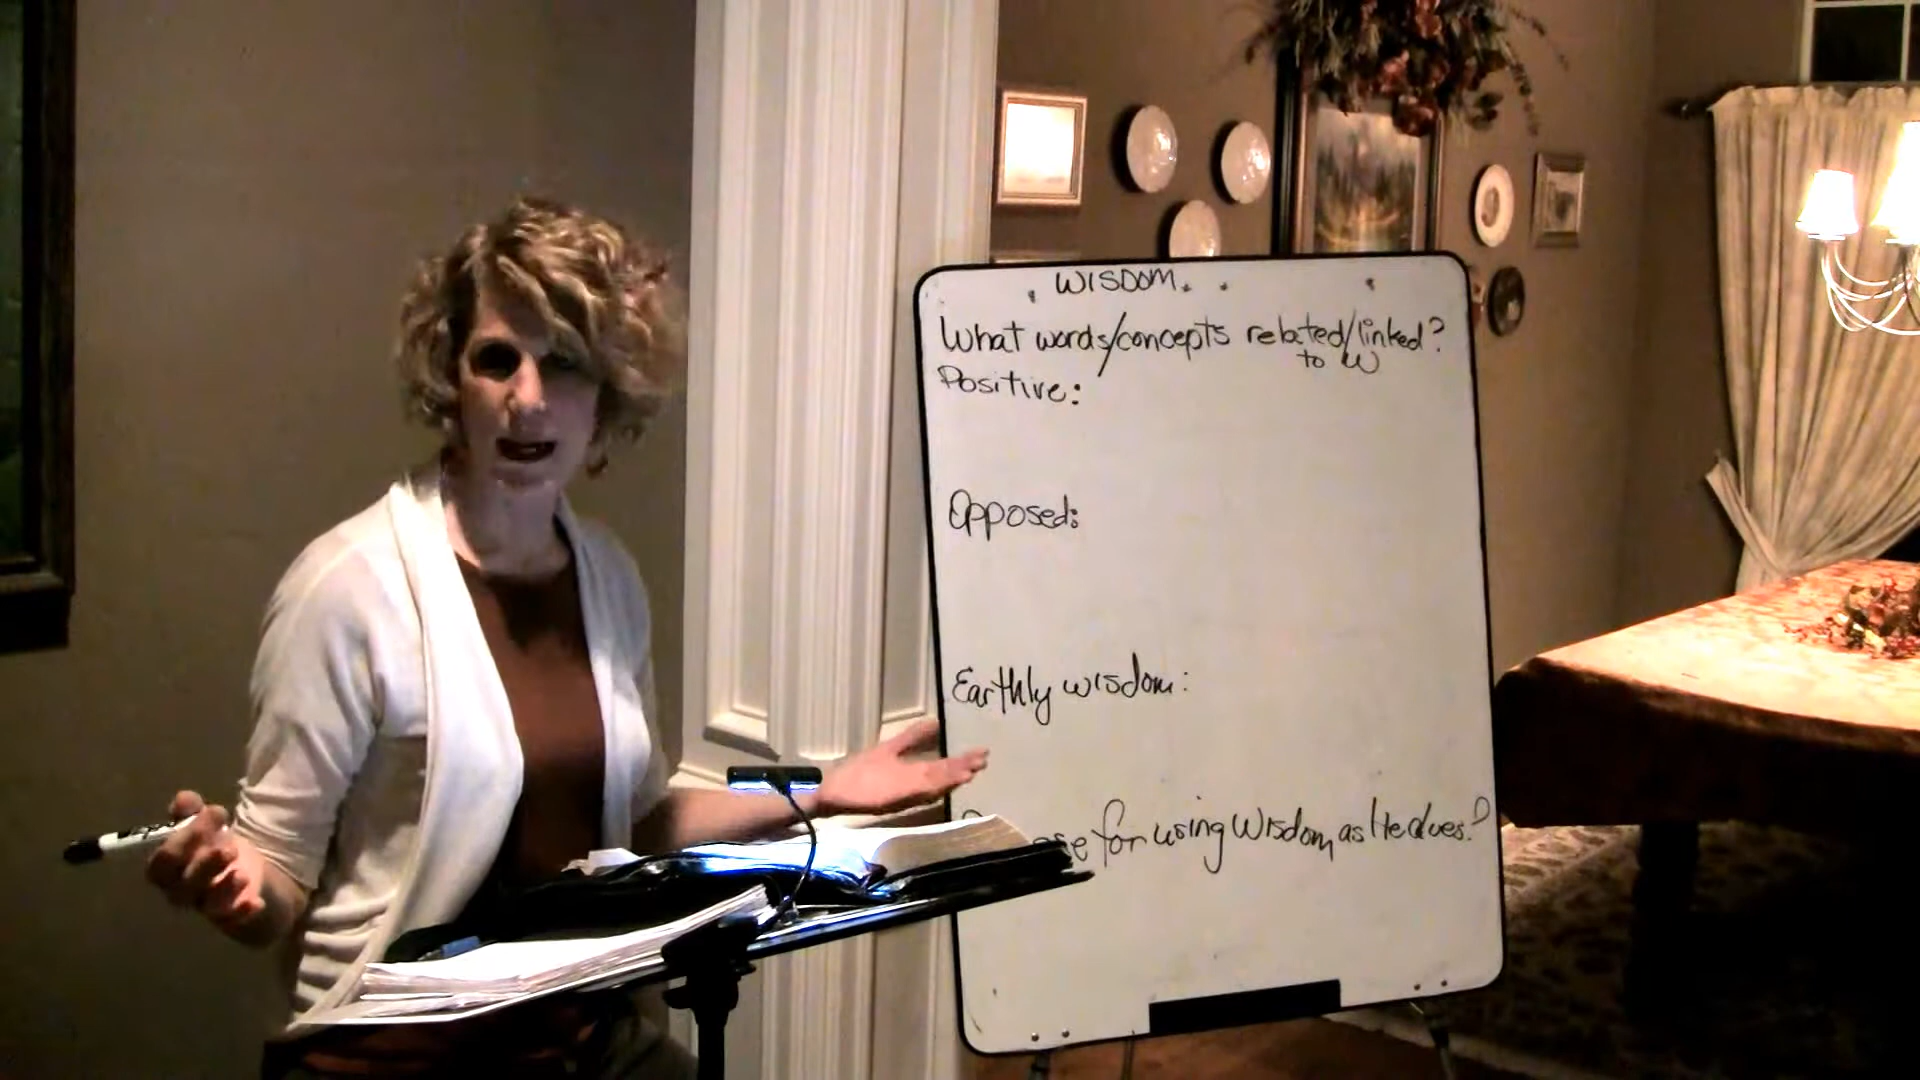 WISDOM.
What words/concepts related/linked?
to W
Positive:
Opposed:
Earthly wisdom:
for using Wisdom as He does?